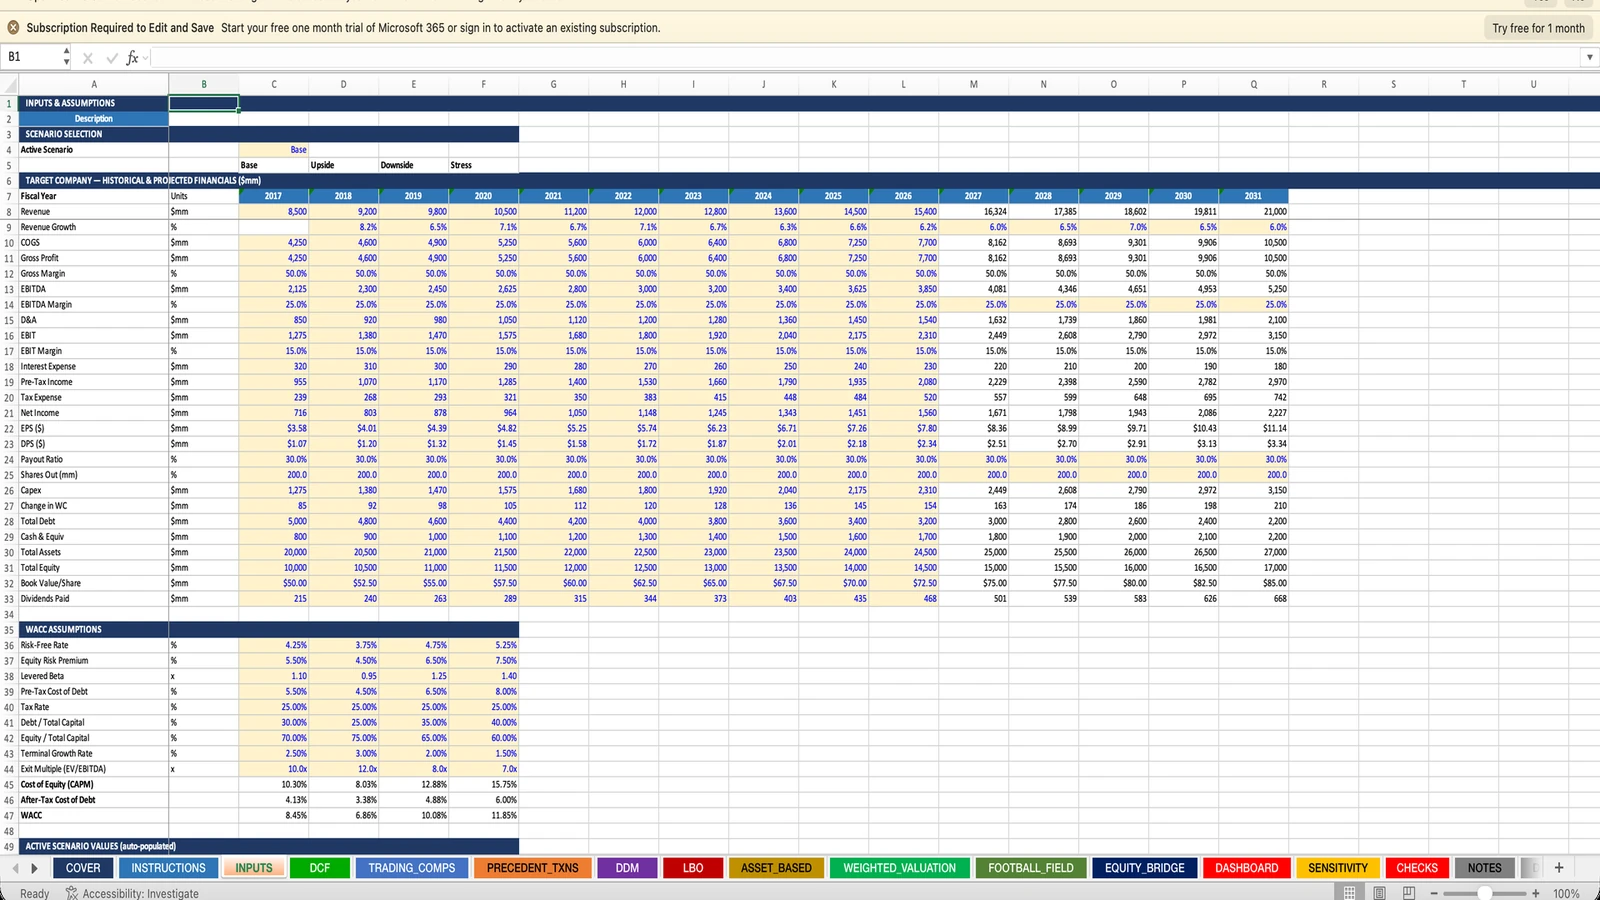 Subscription Required to Edit and Save Start your free one month trial of Microsoft 365 or sign in to activate an existing subscription. Try free for 1 month
B1 fx
A B C D E F G H I J K L M N O P Q R S T U
1 INPUTS & ASSUMPTIONS
2 Description
3 SCENARIO SELECTION
4 Active Scenario Base
5 Base Upside Downside Stress
6 TARGET COMPANY — HISTORICAL & PROJECTED FINANCIALS ($mm)
7 Fiscal Year Units 2017 2018 2019 2020 2021 2022 2023 2024 2025 2026 2027 2028 2029 2030 2031
8 Revenue $mm 8,500 9,200 9,800 10,500 11,200 12,000 12,800 13,600 14,500 15,400 16,324 17,385 18,602 19,811 21,000
9 Revenue Growth % 8.2% 6.5% 7.1% 6.7% 7.1% 6.7% 6.3% 6.6% 6.2% 6.0% 6.5% 7.0% 6.5% 6.0%
10 COGS $mm 4,250 4,600 4,900 5,250 5,600 6,000 6,400 6,800 7,250 7,700 8,162 8,693 9,301 9,906 10,500
11 Gross Profit $mm 4,250 4,600 4,900 5,250 5,600 6,000 6,400 6,800 7,250 7,700 8,162 8,693 9,301 9,906 10,500
12 Gross Margin % 50.0% 50.0% 50.0% 50.0% 50.0% 50.0% 50.0% 50.0% 50.0% 50.0% 50.0% 50.0% 50.0% 50.0% 50.0%
13 EBITDA $mm 2,125 2,300 2,450 2,625 2,800 3,000 3,200 3,400 3,625 3,850 4,081 4,346 4,651 4,953 5,250
14 EBITDA Margin % 25.0% 25.0% 25.0% 25.0% 25.0% 25.0% 25.0% 25.0% 25.0% 25.0% 25.0% 25.0% 25.0% 25.0% 25.0%
15 D&A $mm 850 920 980 1,050 1,120 1,200 1,280 1,360 1,450 1,540 1,632 1,739 1,860 1,981 2,100
16 EBIT $mm 1,275 1,380 1,470 1,575 1,680 1,800 1,920 2,040 2,175 2,310 2,449 2,608 2,790 2,972 3,150
17 EBIT Margin % 15.0% 15.0% 15.0% 15.0% 15.0% 15.0% 15.0% 15.0% 15.0% 15.0% 15.0% 15.0% 15.0% 15.0% 15.0%
18 Interest Expense $mm 320 310 300 290 280 270 260 250 240 230 220 210 200 190 180
19 Pre-Tax Income $mm 955 1,070 1,170 1,285 1,400 1,530 1,660 1,790 1,935 2,080 2,229 2,398 2,590 2,782 2,970
20 Tax Expense $mm 239 268 293 321 350 383 415 448 484 520 557 599 648 695 742
21 Net Income $mm 716 803 878 964 1,050 1,148 1,245 1,343 1,451 1,560 1,671 1,798 1,943 2,086 2,227
22 EPS ($) $mm $3.58 $4.01 $4.39 $4.82 $5.25 $5.74 $6.23 $6.71 $7.26 $7.80 $8.36 $8.99 $9.71 $10.43 $11.14
23 DPS ($) $mm $1.07 $1.20 $1.32 $1.45 $1.58 $1.72 $1.87 $2.01 $2.18 $2.34 $2.51 $2.70 $2.91 $3.13 $3.34
24 Payout Ratio % 30.0% 30.0% 30.0% 30.0% 30.0% 30.0% 30.0% 30.0% 30.0% 30.0% 30.0% 30.0% 30.0% 30.0% 30.0%
25 Shares Out (mm) % 200.0 200.0 200.0 200.0 200.0 200.0 200.0 200.0 200.0 200.0 200.0 200.0 200.0 200.0 200.0
26 Capex $mm 1,275 1,380 1,470 1,575 1,680 1,800 1,920 2,040 2,175 2,310 2,449 2,608 2,790 2,972 3,150
27 Change in WC $mm 85 92 98 105 112 120 128 136 145 154 163 174 186 198 210
28 Total Debt $mm 5,000 4,800 4,600 4,400 4,200 4,000 3,800 3,600 3,400 3,200 3,000 2,800 2,600 2,400 2,200
29 Cash & Equiv $mm 800 900 1,000 1,100 1,200 1,300 1,400 1,500 1,600 1,700 1,800 1,900 2,000 2,100 2,200
30 Total Assets $mm 20,000 20,500 21,000 21,500 22,000 22,500 23,000 23,500 24,000 24,500 25,000 25,500 26,000 26,500 27,000
31 Total Equity $mm 10,000 10,500 11,000 11,500 12,000 12,500 13,000 13,500 14,000 14,500 15,000 15,500 16,000 16,500 17,000
32 Book Value/Share $mm $50.00 $52.50 $55.00 $57.50 $60.00 $62.50 $65.00 $67.50 $70.00 $72.50 $75.00 $77.50 $80.00 $82.50 $85.00
33 Dividends Paid $mm 215 240 263 289 315 344 373 403 435 468 501 539 583 626 668
34
35 WACC ASSUMPTIONS
36 Risk-Free Rate % 4.25% 3.75% 4.75% 5.25%
37 Equity Risk Premium % 5.50% 4.50% 6.50% 7.50%
38 Levered Beta x 1.10 0.95 1.25 1.40
39 Pre-Tax Cost of Debt % 5.50% 4.50% 6.50% 8.00%
40 Tax Rate % 25.00% 25.00% 25.00% 25.00%
41 Debt / Total Capital % 30.00% 25.00% 35.00% 40.00%
42 Equity / Total Capital % 70.00% 75.00% 65.00% 60.00%
43 Terminal Growth Rate % 2.50% 3.00% 2.00% 1.50%
44 Exit Multiple (EV/EBITDA) x 10.0x 12.0x 8.0x 7.0x
45 Cost of Equity (CAPM) 10.30% 8.03% 12.88% 15.75%
46 After-Tax Cost of Debt 4.13% 3.38% 4.88% 6.00%
47 WACC 8.45% 6.86% 10.08% 11.85%
48
49 ACTIVE SCENARIO VALUES (auto-populated)
COVER INSTRUCTIONS INPUTS DCF TRADING_COMPS PRECEDENT_TXNS DDM LBO ASSET_BASED WEIGHTED_VALUATION FOOTBALL_FIELD EQUITY_BRIDGE DASHBOARD SENSITIVITY CHECKS NOTES
Ready Accessibility: Investigate 100%